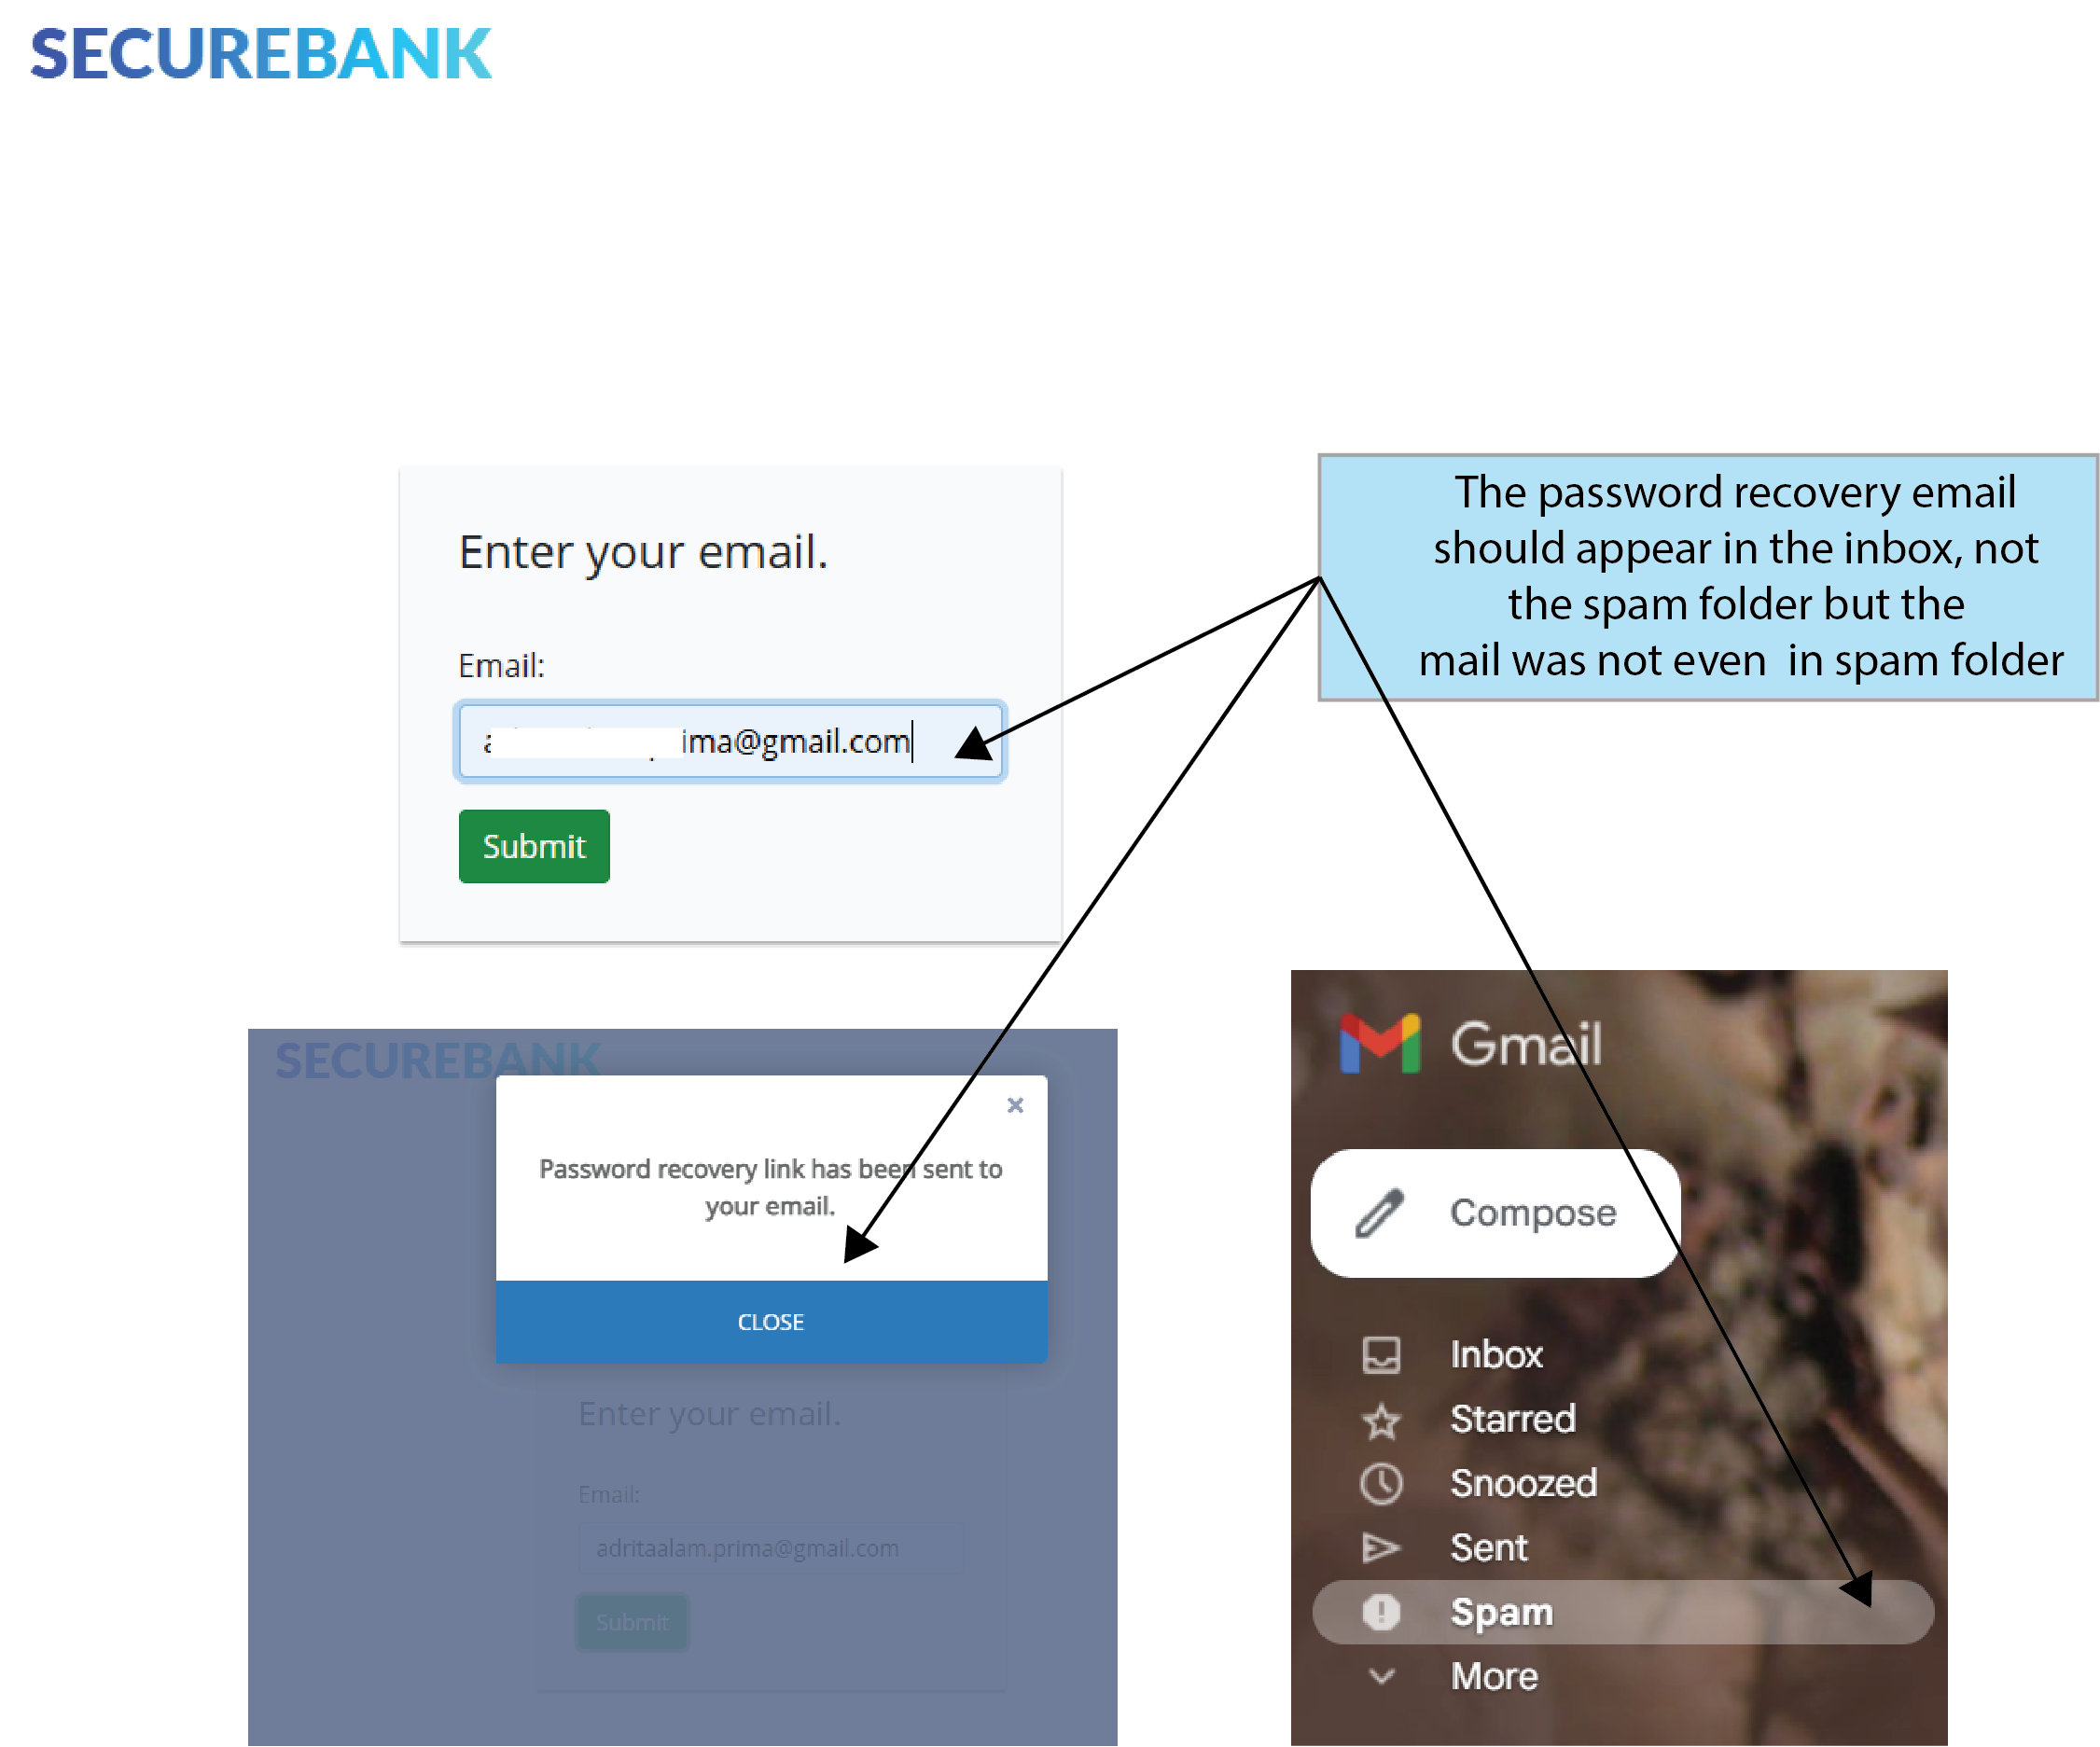 SECUREBANK
Enter your email.
Email:
ima@gmail.com
Submit
The password recovery email
should appear in the inbox, not
the spam folder but the
mail was not even in spam folder
SECUREBANK
Password recovery link has been sent to
your email.
CLOSE
Enter your email.
Email:
adritaalam.prima@gmail.com
Submit
Gmail
Compose
Inbox
Starred
Snoozed
Sent
Spam
More